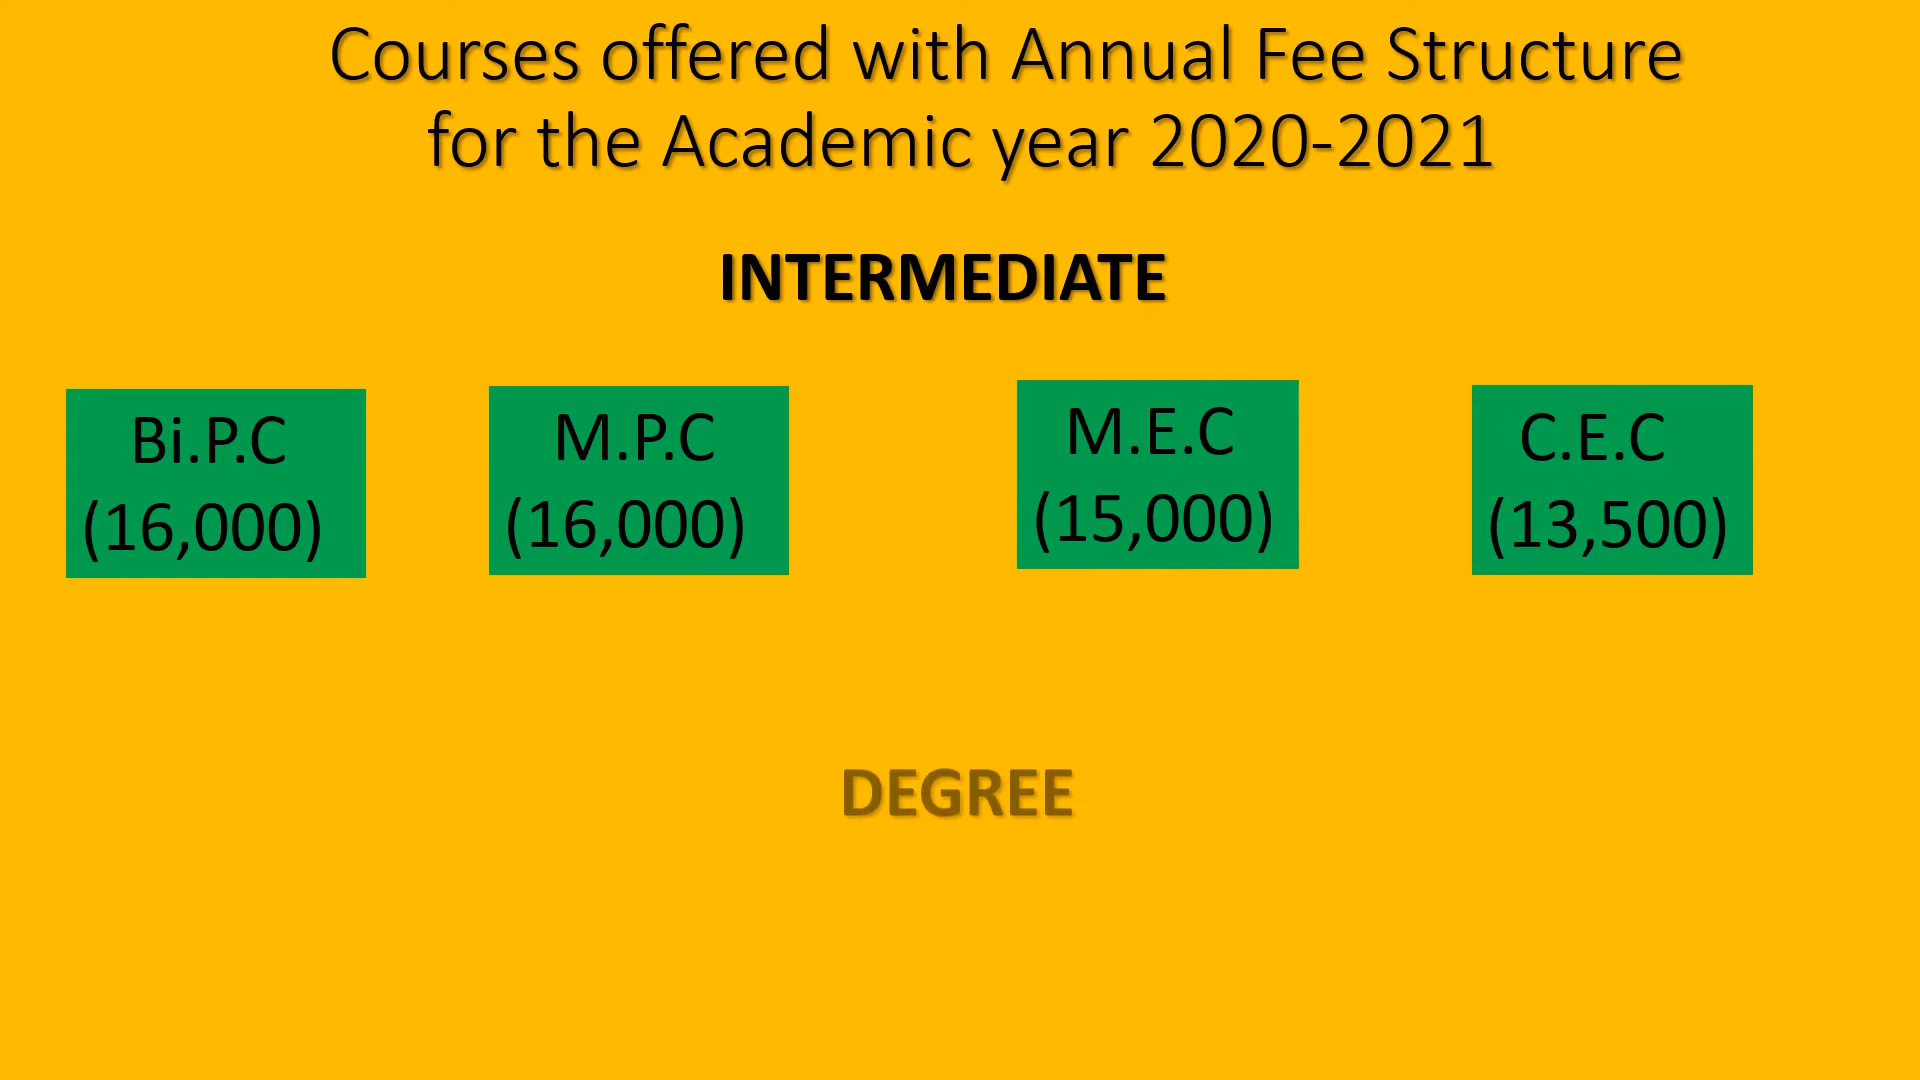 Courses offered with Annual Fee Structure
for the Academic year 2020-2021
INTERMEDIATE
Bi.P.C
(16,000)
M.P.C
(16,000)
M.E.C
(15,000)
C.E.C
(13,500)
DEGREE